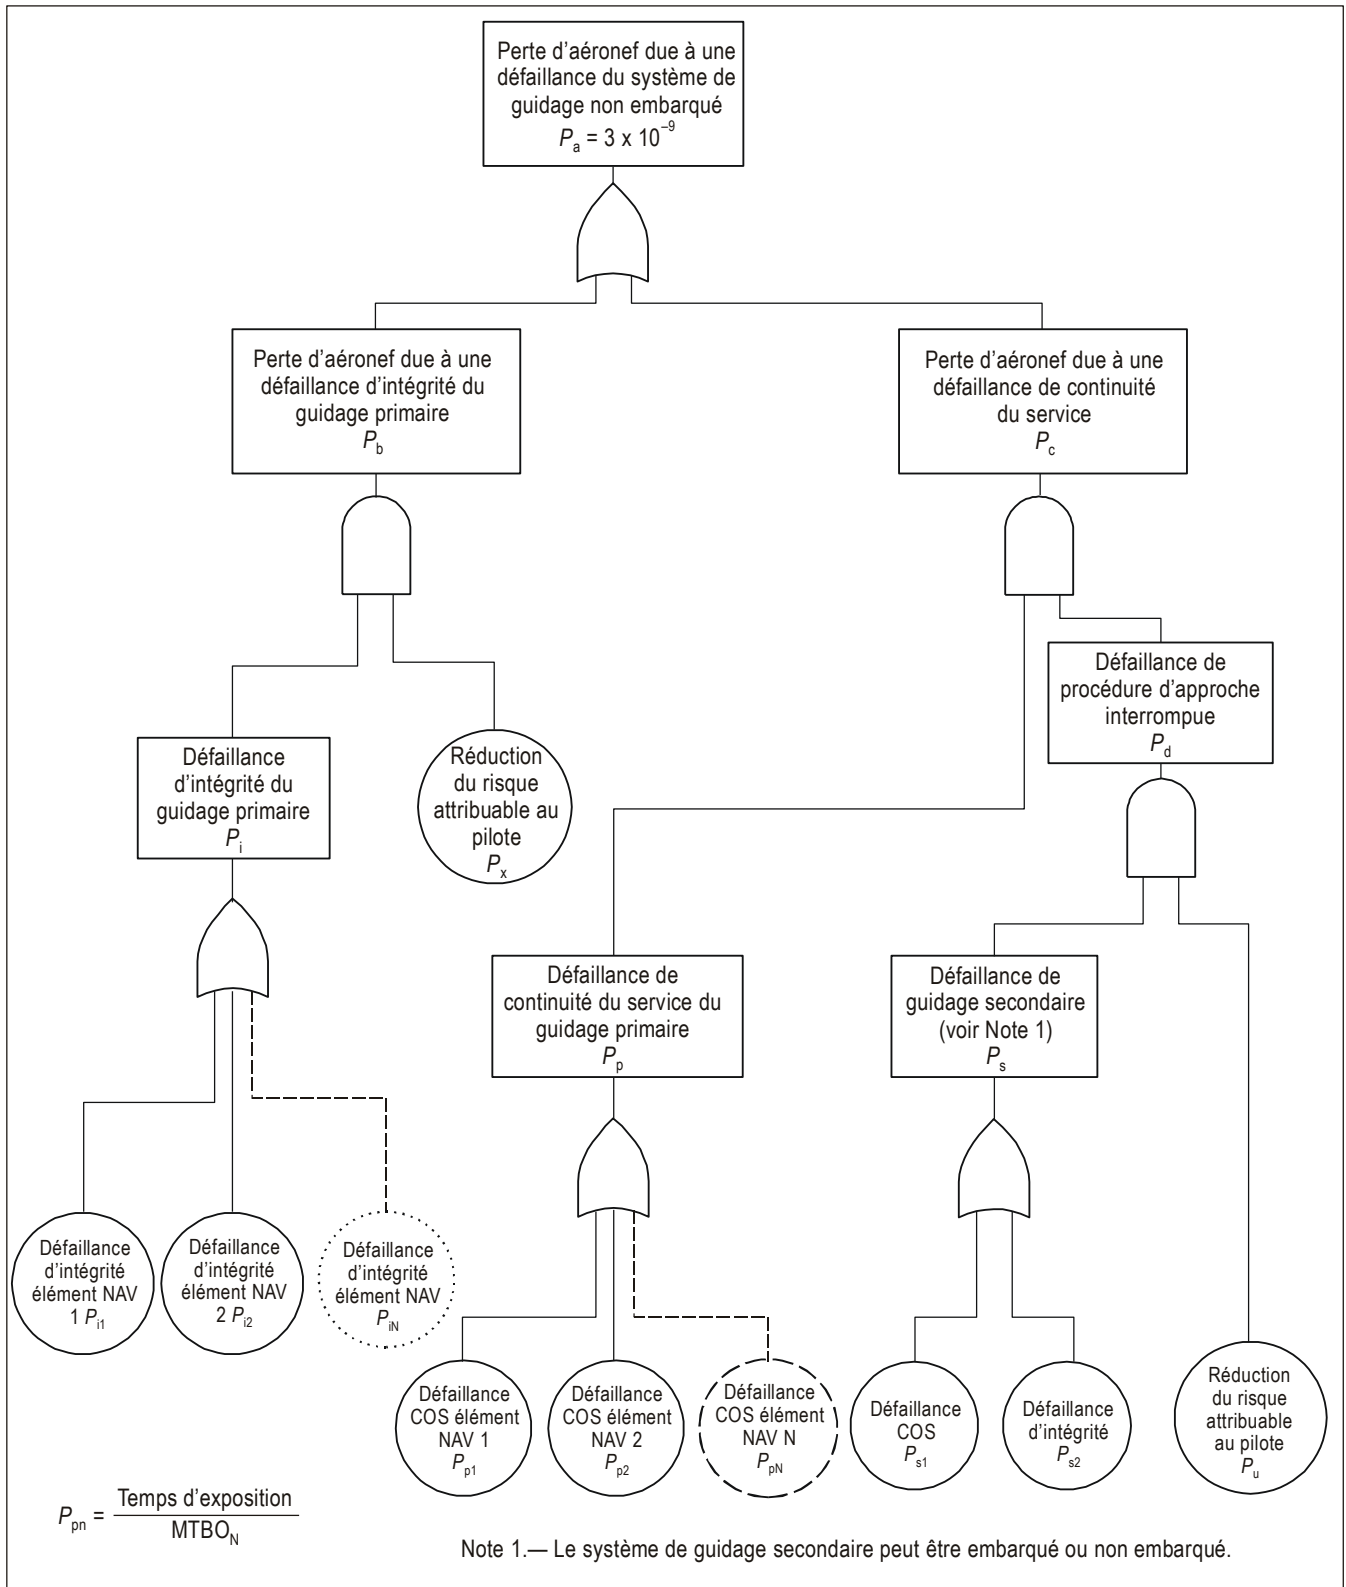 Perte d'aéronef due à une
défaillance du système de
guidage non embarqué
Pa = 3 x 10–9
Perte d'aéronef due à une
défaillance d'intégrité du
guidage primaire
Pb
Perte d'aéronef due à une
défaillance de continuité
du service
Pc
Défaillance de
procédure d'approche
interrompue
Pd
Défaillance
d'intégrité du
guidage primaire
Pi
Réduction
du risque
attribuable au
pilote
Px
Défaillance de
continuité du service du
guidage primaire
Pp
Défaillance de
guidage secondaire
(voir Note 1)
Ps
Défaillance
d'intégrité
élément NAV
1 Pi1
Défaillance
d'intégrité
élément NAV
2 Pi2
Défaillance
d'intégrité
élément NAV
PiN
Défaillance
COS élément
NAV 1
Pp1
Défaillance
COS élément
NAV 2
Pp2
Défaillance
COS élément
NAV N
PpN
Défaillance
COS
Ps1
Défaillance
d'intégrité
Ps2
Réduction
du risque
attribuable
au pilote
Pu
Ppn = Temps d'exposition
MTBON
Note 1.— Le système de guidage secondaire peut être embarqué ou non embarqué.